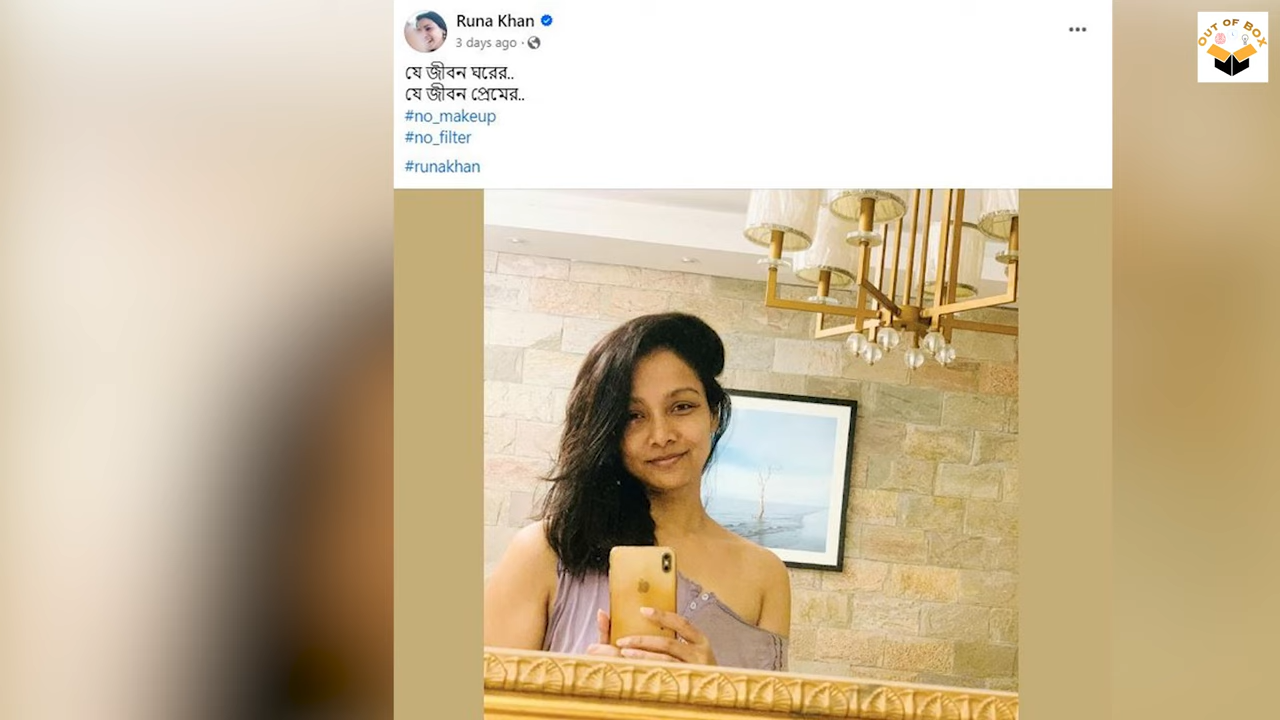 Runa Khan
3 days ago ·
যে জীবন ঘরের..
যে জীবন প্রেমের..
#no_makeup
#no_filter
#runakhan
OUT OF BOX